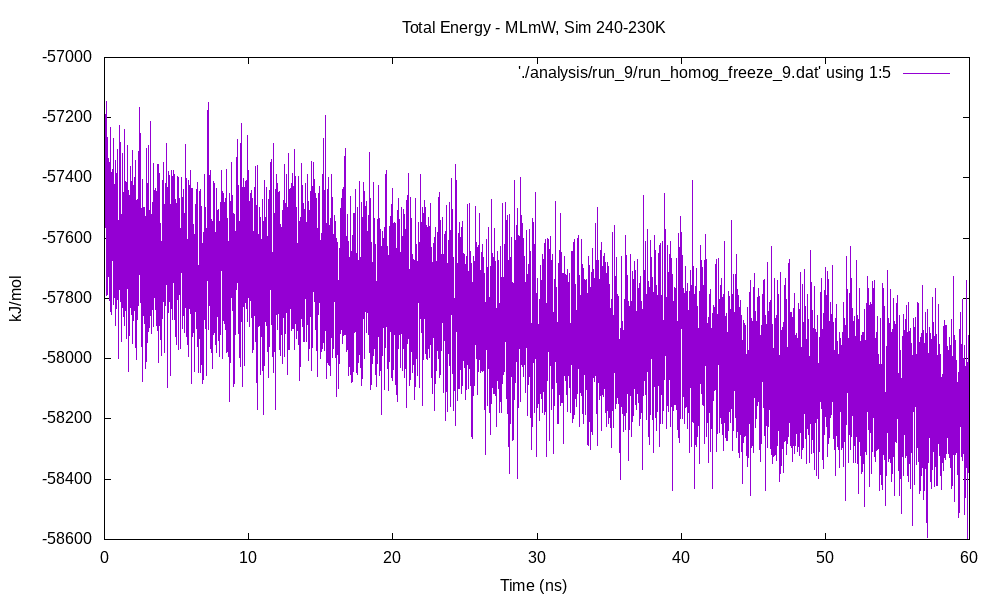 Total Energy - MLmW, Sim 240-230K
'./analysis/run_9/run_homog_freeze_9.dat' using 1:5
kJ/mol
-57000
-57200
-57400
-57600
-57800
-58000
-58200
-58400
-58600
0 10 20 30 40 50 60
Time (ns)